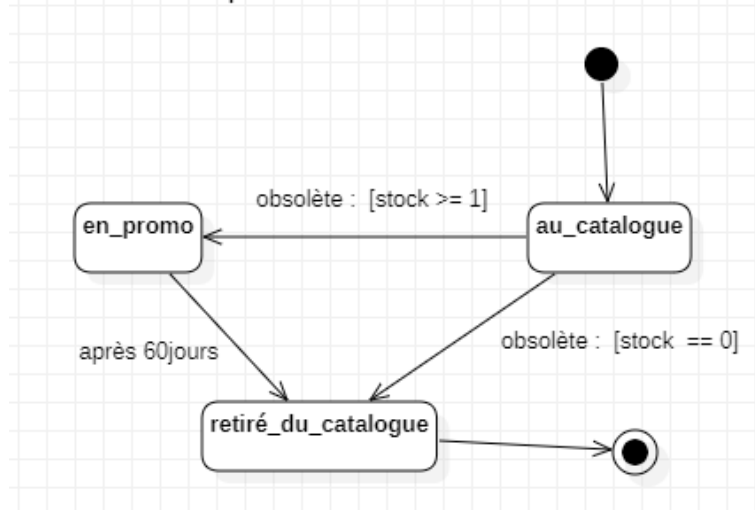 obsolète :  [stock >= 1]
en_promo
au_catalogue
obsolète :  [stock  == 0]
après 60jours
retiré_du_catalogue